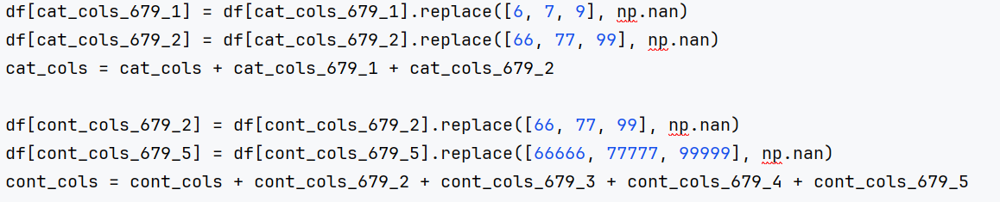 df[cat_cols_679_1] = df[cat_cols_679_1].replace([6, 7, 9], np.nan)
df[cat_cols_679_2] = df[cat_cols_679_2].replace([66, 77, 99], np.nan)
cat_cols = cat_cols + cat_cols_679_1 + cat_cols_679_2
df[cont_cols_679_2] = df[cont_cols_679_2].replace([66, 77, 99], np.nan)
df[cont_cols_679_5] = df[cont_cols_679_5].replace([66666, 77777, 99999], np.nan)
cont_cols = cont_cols + cont_cols_679_2 + cont_cols_679_3 + cont_cols_679_4 + cont_cols_679_5